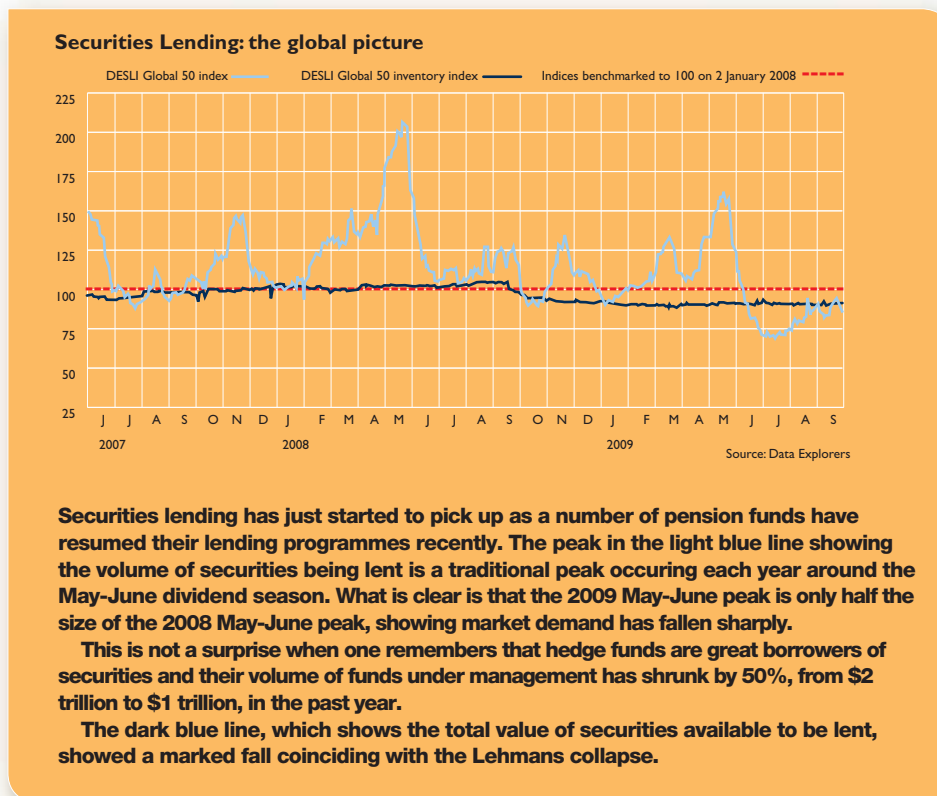 Securities Lending: the global picture
DESLI Global 50 index DESLI Global 50 inventory index Indices benchmarked to 100 on 2 January 2008
225
200
175
150
125
100
75
50
25
J J A S O N D J F M A M J J A S O N D J F M A M J J A S
2007 2008 2009
Source: Data Explorers
Securities lending has just started to pick up as a number of pension funds have
resumed their lending programmes recently. The peak in the light blue line showing
the volume of securities being lent is a traditional peak occuring each year around the
May-June dividend season. What is clear is that the 2009 May-June peak is only half the
size of the 2008 May-June peak, showing market demand has fallen sharply.
This is not a surprise when one remembers that hedge funds are great borrowers of
securities and their volume of funds under management has shrunk by 50%, from $2
trillion to $1 trillion, in the past year.
The dark blue line, which shows the total value of securities available to be lent,
showed a marked fall coinciding with the Lehmans collapse.